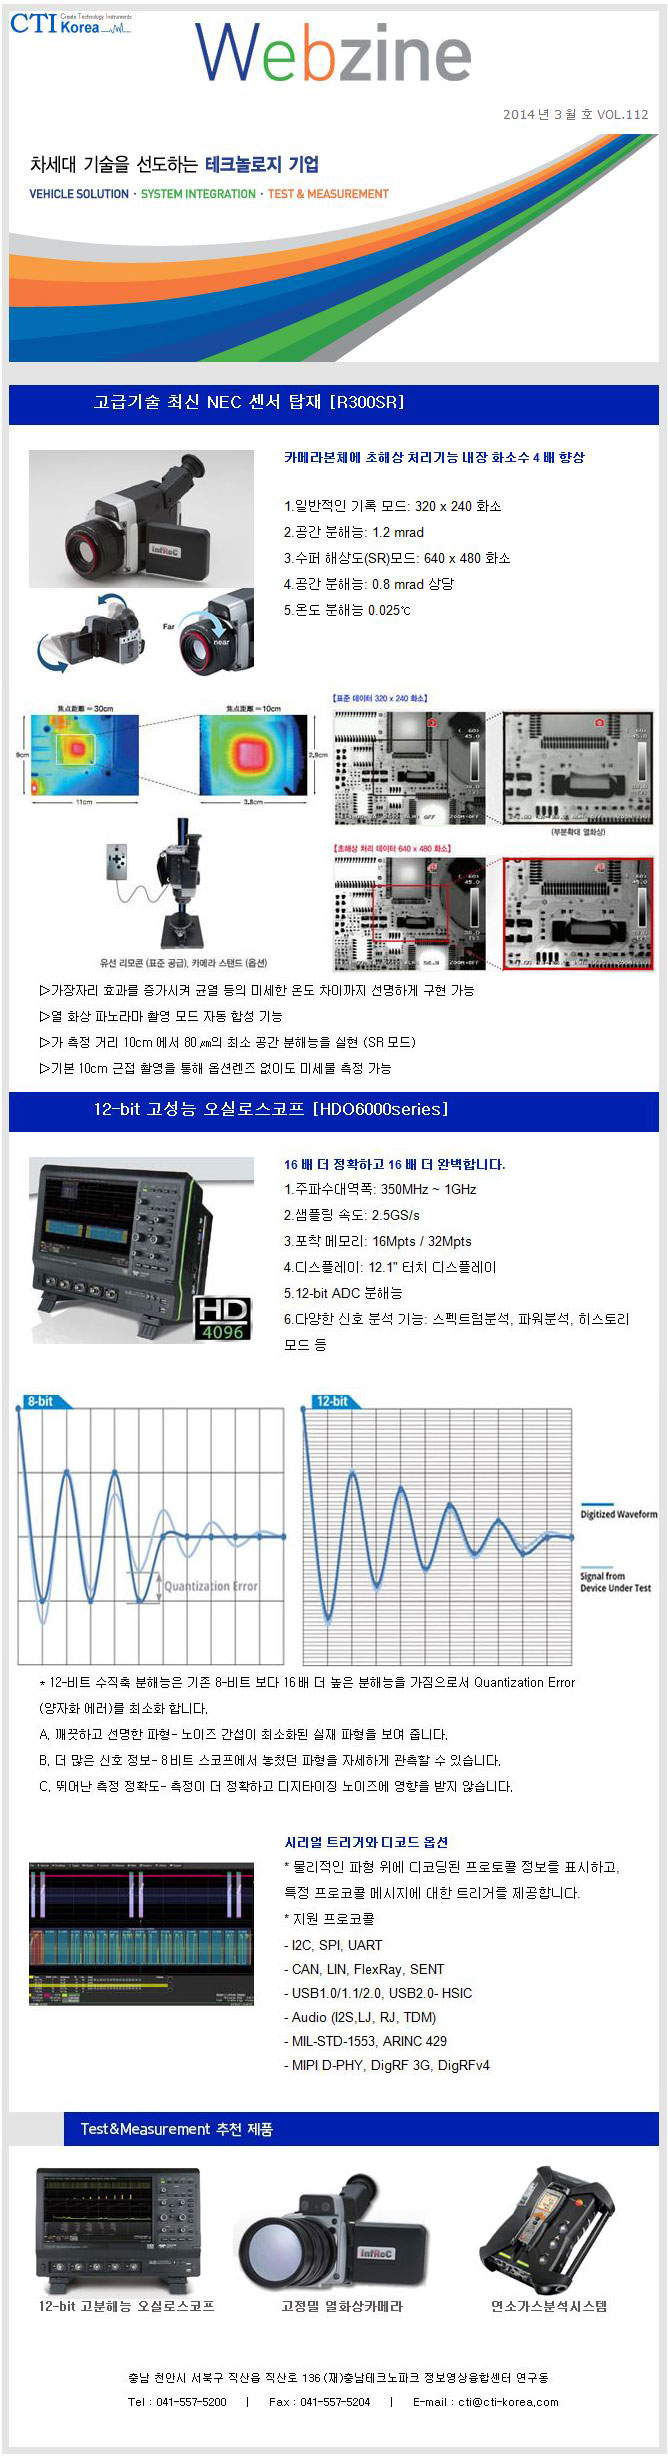 CTI Korea
Create Technology Instruments
Webzine
2014 년 3 월 호 VOL.112
차세대 기술을 선도하는 테크놀로지 기업
VEHICLE SOLUTION · SYSTEM INTEGRATION · TEST & MEASUREMENT
고급기술 최신 NEC 센서 탑재 [R300SR]
카메라본체에 초해상 처리기능 내장 화소수 4 배 향상
1.일반적인 기록 모드: 320 x 240 화소
2.공간 분해능: 1.2 mrad
3.수퍼 해상도(SR)모드: 640 x 480 화소
4.공간 분해능: 0.8 mrad 상당
5.온도 분해능 0.025℃
InfReC
Far
near
焦点距離 = 30cm
焦点距離 = 10cm
9cm
2.9cm
11cm
3.8cm
【표준 데이터 320 x 240 화소】
(부분확대 열화상)
【초해상 처리 데이터 640 x 480 화소】
유선 리모콘 (표준 공급), 카메라 스탠드 (옵션)
▷가장자리 효과를 증가시켜 균열 등의 미세한 온도 차이까지 선명하게 구현 가능
▷열 화상 파노라마 촬영 모드 자동 합성 기능
▷가 측정 거리 10cm 에서 80 ㎛의 최소 공간 분해능을 실현 (SR 모드)
▷기본 10cm 근접 촬영을 통해 옵션렌즈 없이도 미세물 측정 가능
12-bit 고성능 오실로스코프 [HDO6000series]
16 배 더 정확하고 16 배 더 완벽합니다.
1.주파수대역폭: 350MHz ~ 1GHz
2.샘플링 속도: 2.5GS/s
3.포착 메모리: 16Mpts / 32Mpts
4.디스플레이: 12.1" 터치 디스플레이
5.12-bit ADC 분해능
6.다양한 신호 분석 기능: 스펙트럼분석, 파워분석, 히스토리
모드 등
HD
4096
8-bit
12-bit
Quantization Error
Digitized Waveform
Signal from
Device Under Test
* 12-비트 수직축 분해능은 기존 8-비트 보다 16배 더 높은 분해능을 가짐으로서 Quantization Error
(양자화 에러)를 최소화 합니다.
A. 깨끗하고 선명한 파형- 노이즈 간섭이 최소화된 실재 파형을 보여 줍니다.
B. 더 많은 신호 정보- 8비트 스코프에서 놓쳤던 파형을 자세하게 관측할 수 있습니다.
C. 뛰어난 측정 정확도- 측정이 더 정확하고 디지타이징 노이즈에 영향을 받지 않습니다.
시리얼 트리거와 디코드 옵션
* 물리적인 파형 위에 디코딩된 프로토콜 정보를 표시하고,
특정 프로코콜 메시지에 대한 트리거를 제공합니다.
* 지원 프로코콜
- I2C, SPI, UART
- CAN, LIN, FlexRay, SENT
- USB1.0/1.1/2.0, USB2.0- HSIC
- Audio (I2S,LJ, RJ, TDM)
- MIL-STD-1553, ARINC 429
- MIPI D-PHY, DigRF 3G, DigRFv4
Test&Measurement 추천 제품
InfReC
12-bit 고분해능 오실로스코프
고정밀 열화상카메라
연소가스분석시스템
충남 천안시 서북구 직산읍 직산로 136 (재)충남테크노파크 정보영상융합센터 연구동
Tel : 041-557-5200 | Fax : 041-557-5204 | E-mail : cti@cti-korea.com